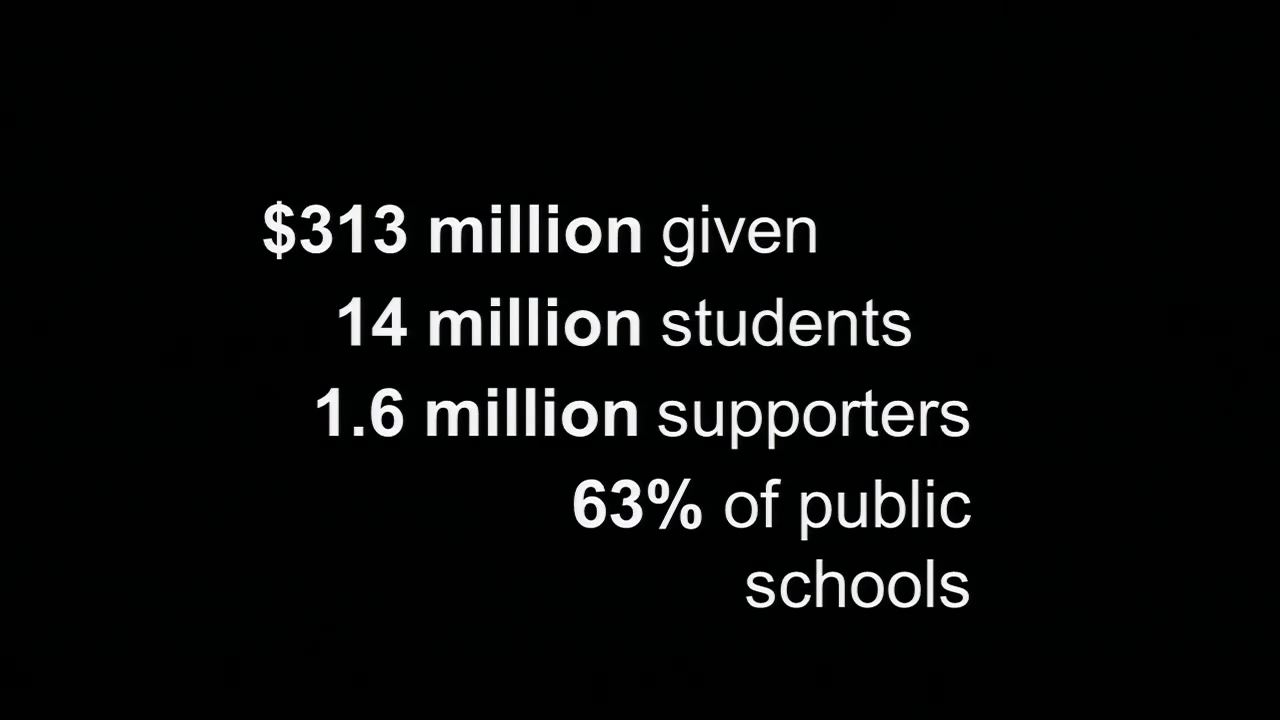 $313 million given
14 million students
1.6 million supporters
63% of public
schools